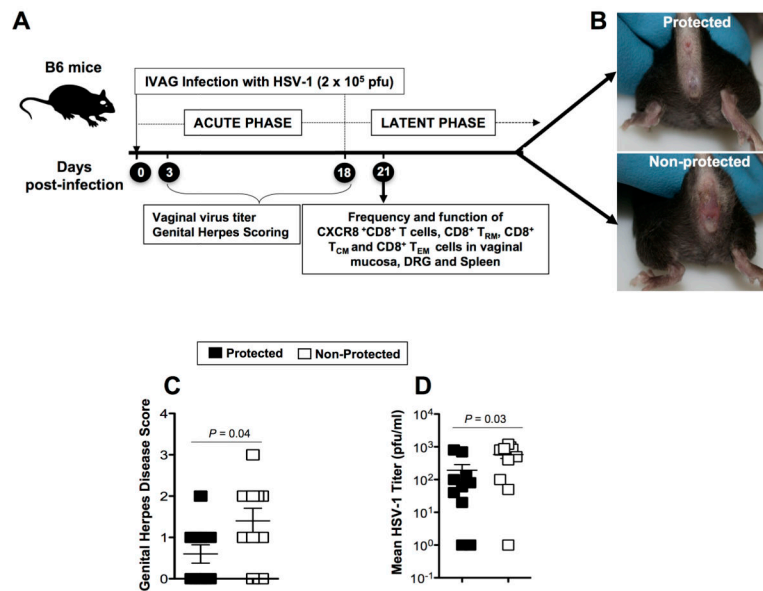 A
B
B6 mice
IVAG Infection with HSV-1 (2 x 10⁵ pfu)
Protected
ACUTE PHASE
LATENT PHASE
Days
post-infection
0
3
18
21
Non-protected
Vaginal virus titer
Genital Herpes Scoring
Frequency and function of
CXCR8⁺CD8⁺ T cells, CD8⁺ TRM, CD8⁺
TCM and CD8⁺ TEM cells in vaginal
mucosa, DRG and Spleen
Protected
Non-Protected
C
P = 0.04
Genital Herpes Disease Score
4
3
2
1
0
D
P = 0.03
Mean HSV-1 Titer (pfu/ml)
10⁴
10³
10²
10¹
10⁰
10⁻¹